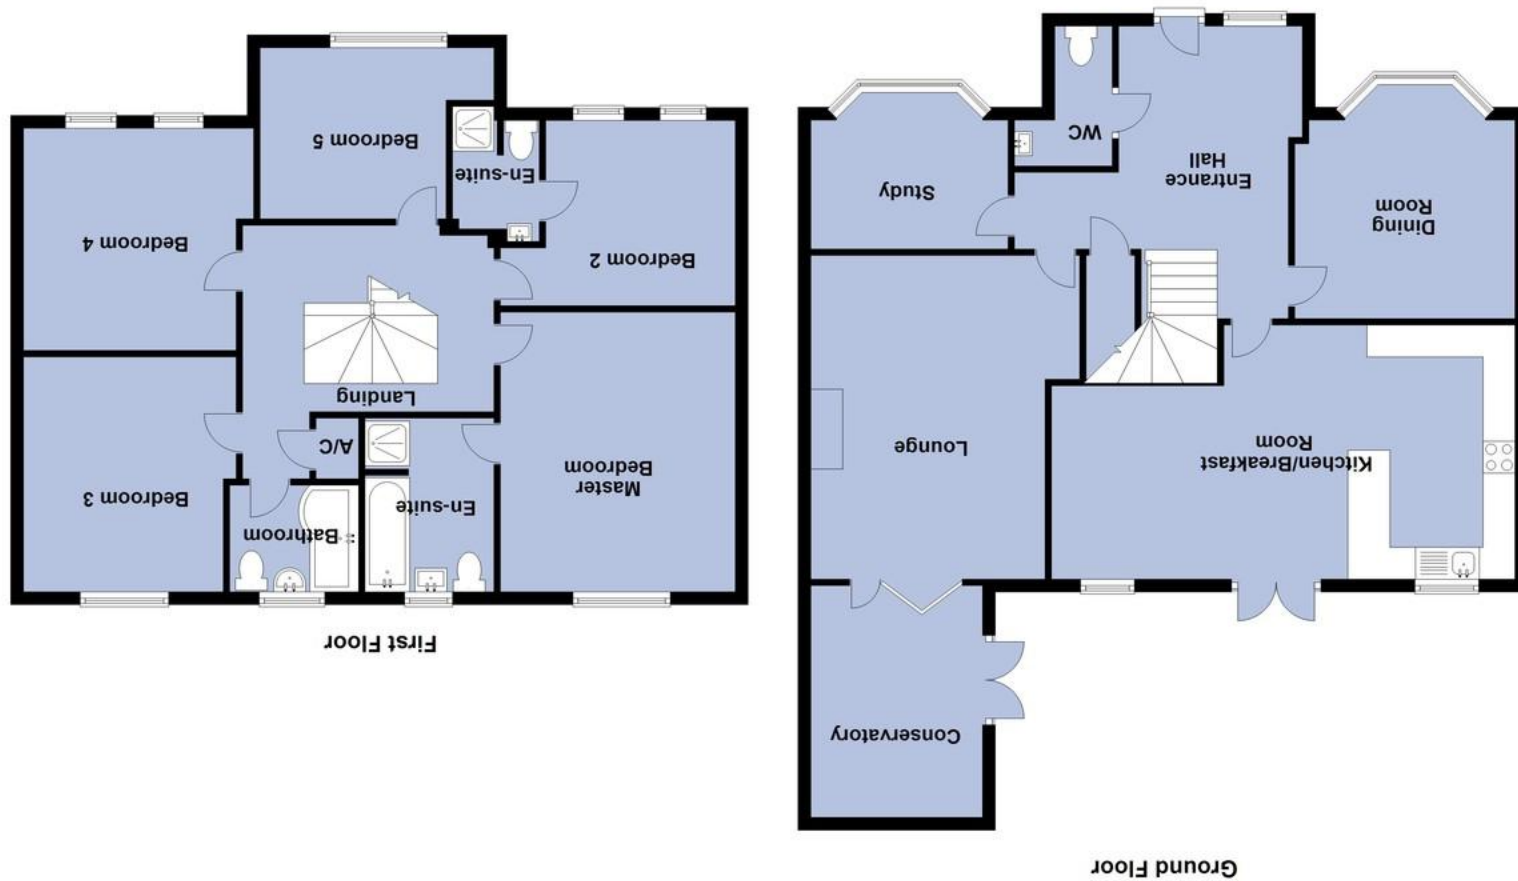 Ground Floor
Conservatory
Kitchen/Breakfast
Room
Lounge
Dining
Room
Entrance
Hall
Study
WC
First Floor
Master
Bedroom
En-suite
Bathroom
Bedroom 3
A/C
Landing
Bedroom 2
En-suite
Bedroom 5
Bedroom 4